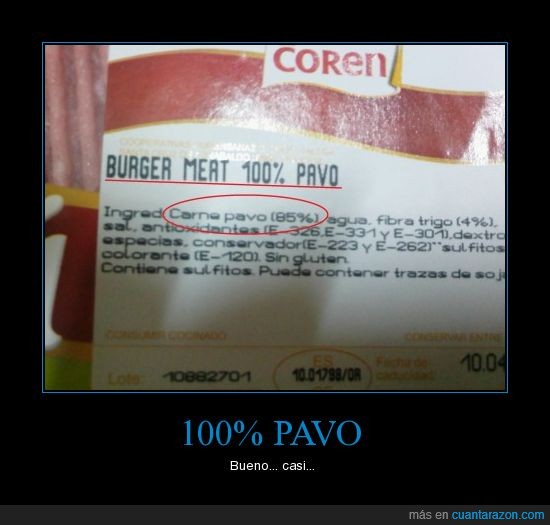 coren
BURGER MEAT 100% PAVO
Ingred: Carne pavo (85%), agua, fibra trigo (4%),
sal, antioxidantes (E-326,E-331 y E-301),dextro
especias, conservador(E-223 y E-262)**sulfitos
colorante (E-120). Sin gluten.
Contiene sulfitos. Puede contener trazas de soj
CONSUMIR COCINADO
CONSERVAR ENTRE
ES
Lote: 10882701
10.01798/OR
Fecha de caducidad:
10.04
100% PAVO
Bueno... casi...
más en cuantarazon.com